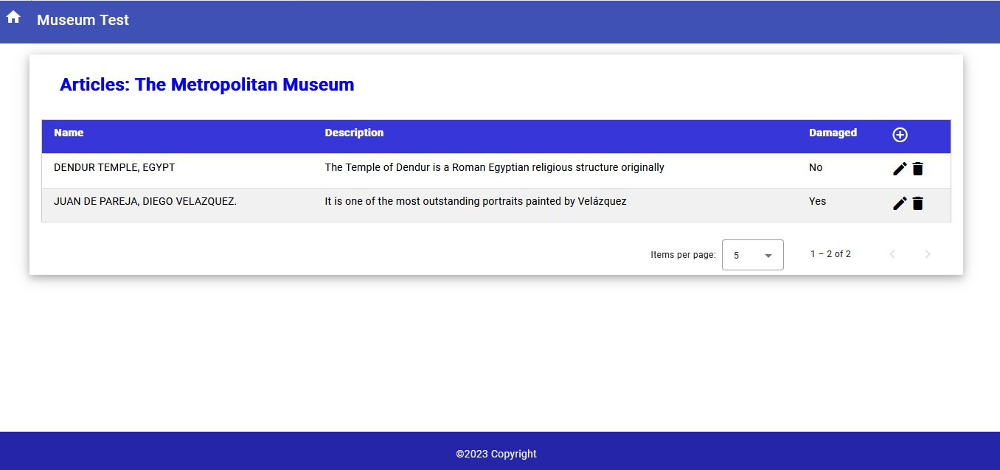 Museum Test
Articles: The Metropolitan Museum
Name Description Damaged
DENDUR TEMPLE, EGYPT The Temple of Dendur is a Roman Egyptian religious structure originally No
JUAN DE PAREJA, DIEGO VELAZQUEZ. It is one of the most outstanding portraits painted by Velázquez Yes
Items per page: 5 1 – 2 of 2
©2023 Copyright